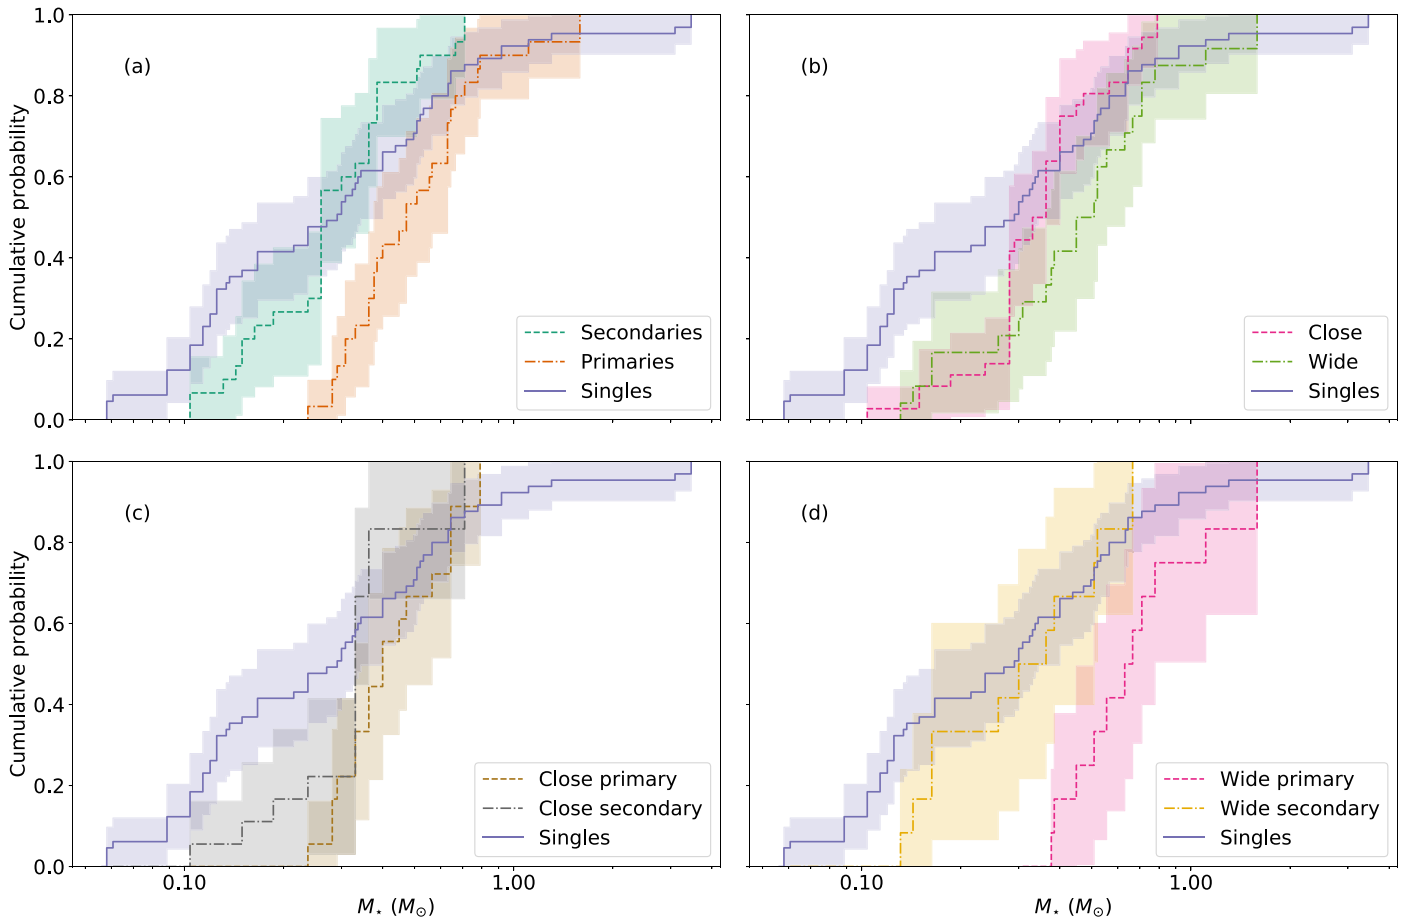 1.0
0.8
0.6
0.4
0.2
0.0
Cumulative probability
(a)
Secondaries
Primaries
Singles
(b)
Close
Wide
Singles
1.0
0.8
0.6
0.4
0.2
0.0
Cumulative probability
(c)
Close primary
Close secondary
Singles
0.10
1.00
M⋆ (M⊙)
(d)
Wide primary
Wide secondary
Singles
0.10
1.00
M⋆ (M⊙)